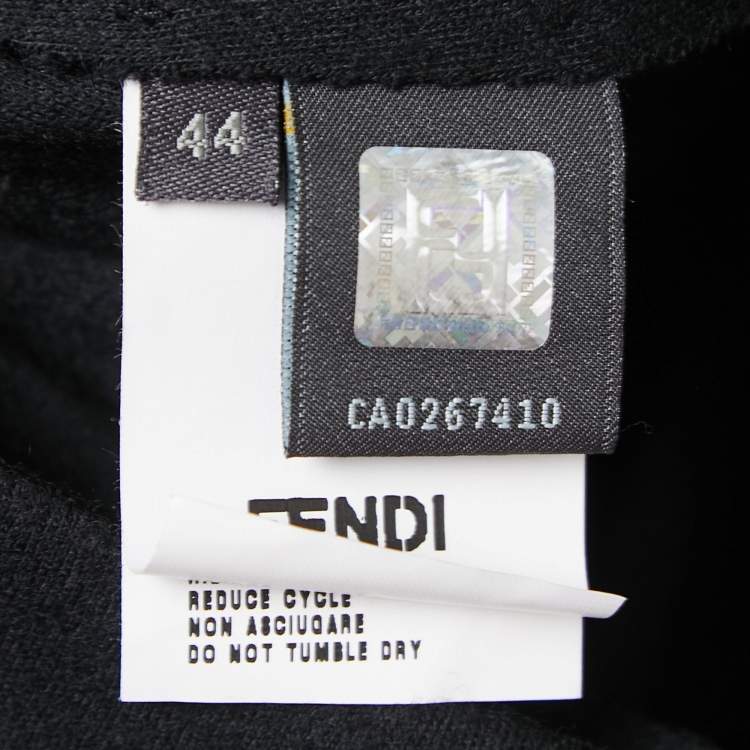 44
CA0267410
FENDI
REDUCE CYCLE
NON ASCIUGARE
DO NOT TUMBLE DRY